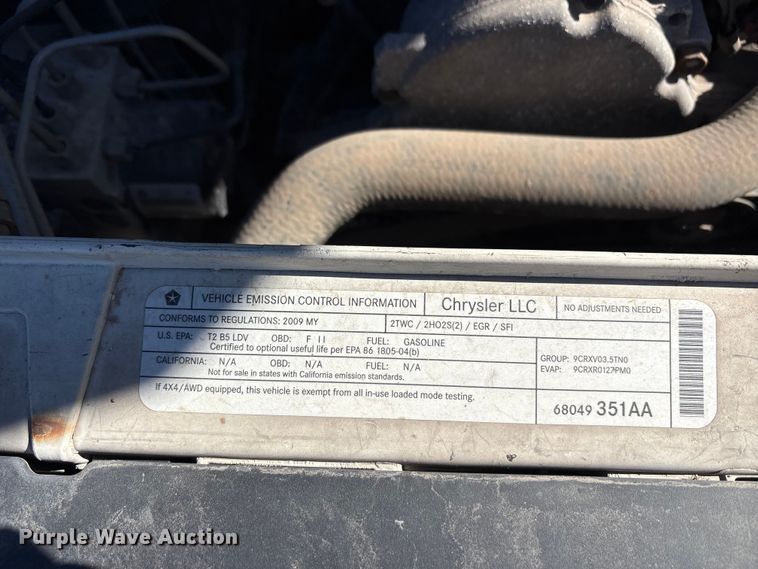 VEHICLE EMISSION CONTROL INFORMATION Chrysler LLC NO ADJUSTMENTS NEEDED
CONFORMS TO REGULATIONS: 2009 MY 2TWC / 2HO2S(2) / EGR / SFI
U.S. EPA: T2 B5 LDV OBD: F II FUEL: GASOLINE
Certified to optional useful life per EPA 86 1805-04(b)
CALIFORNIA: N/A OBD: N/A FUEL: N/A
Not for sale in states with California emission standards.
GROUP: 9CRXV03.5TN0
EVAP: 9CRXR0127PM0
If 4X4/AWD equipped, this vehicle is exempt from all in-use loaded mode testing.
68049 351AA
Purple Wave Auction